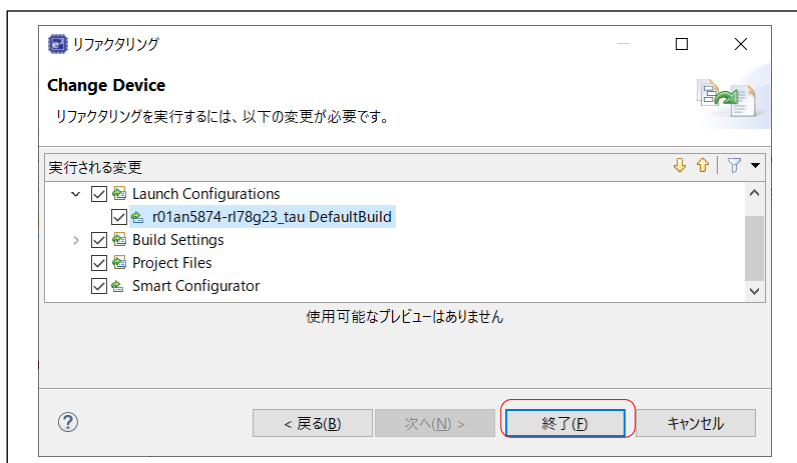 リファクタリング
Change Device
リファクタリングを実行するには、以下の変更が必要です。
実行される変更
Launch Configurations
r01an5874-rl78g23_tau DefaultBuild
Build Settings
Project Files
Smart Configurator
使用可能なプレビューはありません
< 戻る(B) 次へ(N) > 終了(F) キャンセル